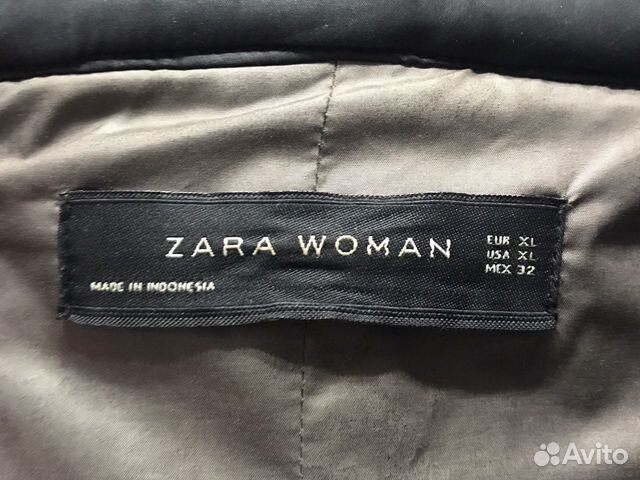 ZARA WOMAN
EUR XL
USA XL
MEX 32
MADE IN INDONESIA
Avito